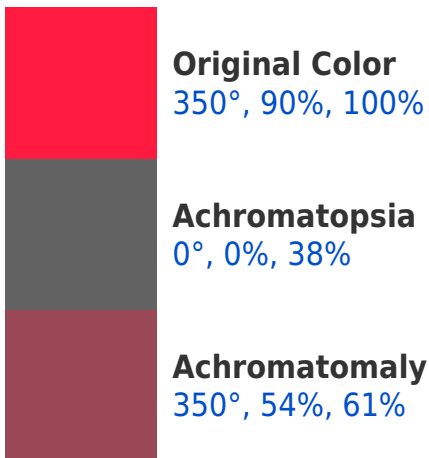 Original Color
350°, 90%, 100%
Achromatopsia
0°, 0%, 38%
Achromatomaly
350°, 54%, 61%